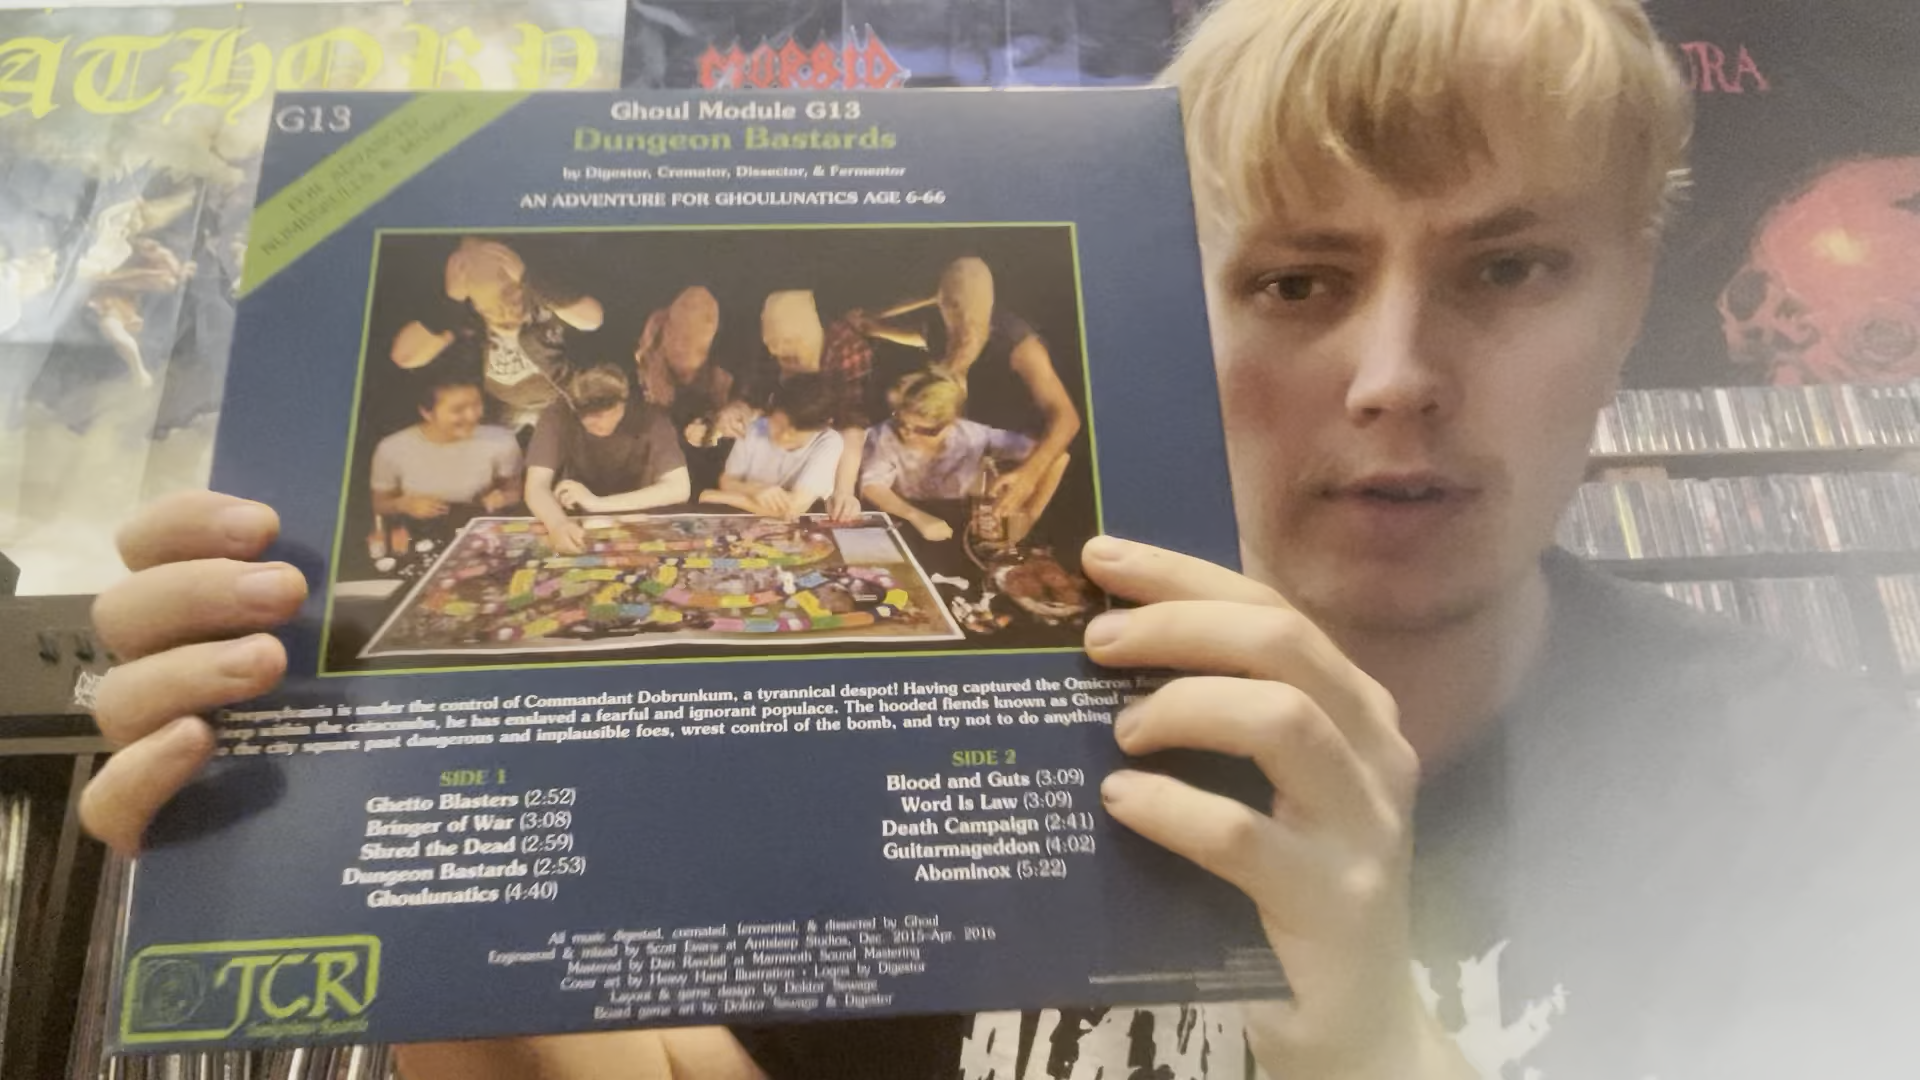 ATHORY
MORBID
URA
G13
FOR ADVANCED
NUMBSKULLS &
Ghoul Module G13
Dungeon Bastards
by Digestor, Cremator, Dissector, & Fermentor
AN ADVENTURE FOR GHOULUNATICS AGE 6-66
is under the control of Commandant Dobrunkum, a tyrannical despot! Having captured the Omicron
deep within the catacombs, he has enslaved a fearful and ignorant populace. The hooded fiends known as Ghoul
the city square past dangerous and implausible foes, wrest control of the bomb, and try not to do anything
SIDE 1
Ghetto Blasters (2:52)
Bringer of War (3:08)
Shred the Dead (2:59)
Dungeon Bastards (2:53)
Ghoulunatics (4:40)
SIDE 2
Blood and Guts (3:09)
Word Is Law (3:09)
Death Campaign (2:41)
Guitarmageddon (4:02)
Abominox (5:22)
All music digested, cremated, fermented, & dissected by Ghoul
Engineered & mixed by Scott Evans at Antisleep Studios, Dec. 2015-Apr. 2016
Mastered by Dan Randall at Mammoth Sound Mastering
Cover art by Heavy Hand Illustration • Logos by Digestor
Layout & game design by Doktor Sewage
Board game art by Doktor Sewage & Digestor
TCR